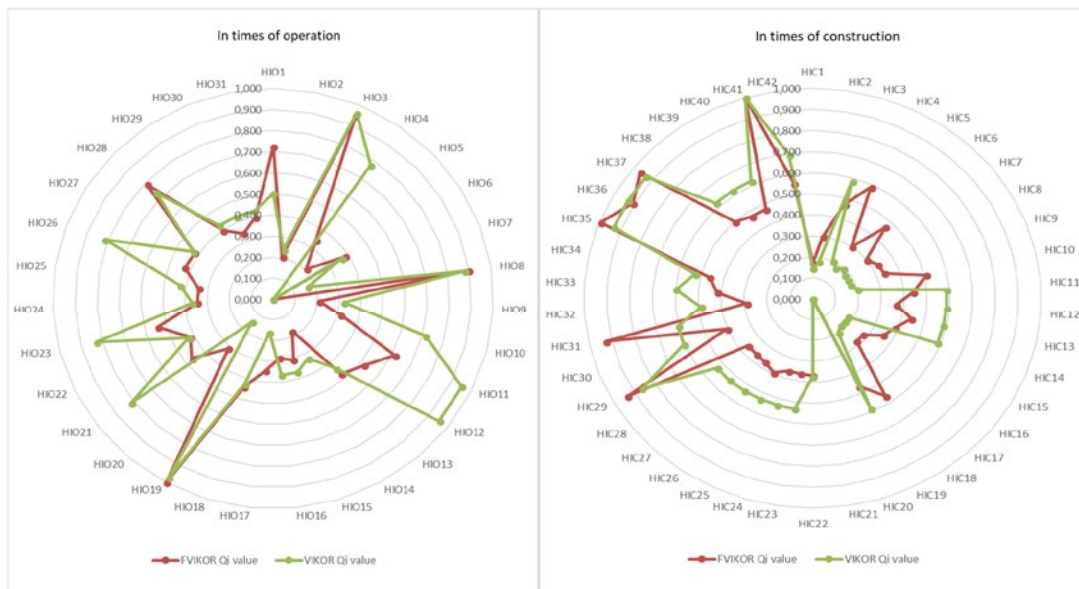 In times of operation
HIO1
HIO2
HIO3
HIO4
HIO5
HIO6
HIO7
HIO8
HIO9
HIO10
HIO11
HIO12
HIO13
HIO14
HIO15
HIO16
HIO17
HIO18
HIO19
HIO20
HIO21
HIO22
HIO23
HIO24
HIO25
HIO26
HIO27
HIO28
HIO29
HIO30
HIO31
1,000
0,900
0,800
0,700
0,600
0,500
0,400
0,300
0,200
0,100
0,000
FVIKOR Qi value
VIKOR Qi value
In times of construction
HIC1
HIC2
HIC3
HIC4
HIC5
HIC6
HIC7
HIC8
HIC9
HIC10
HIC11
HIC12
HIC13
HIC14
HIC15
HIC16
HIC17
HIC18
HIC19
HIC20
HIC21
HIC22
HIC23
HIC24
HIC25
HIC26
HIC27
HIC28
HIC29
HIC30
HIC31
HIC32
HIC33
HIC34
HIC35
HIC36
HIC37
HIC38
HIC39
HIC40
HIC41
HIC42
1,000
0,900
0,800
0,700
0,600
0,500
0,400
0,300
0,200
0,100
0,000
FVIKOR Qi value
VIKOR Qi value